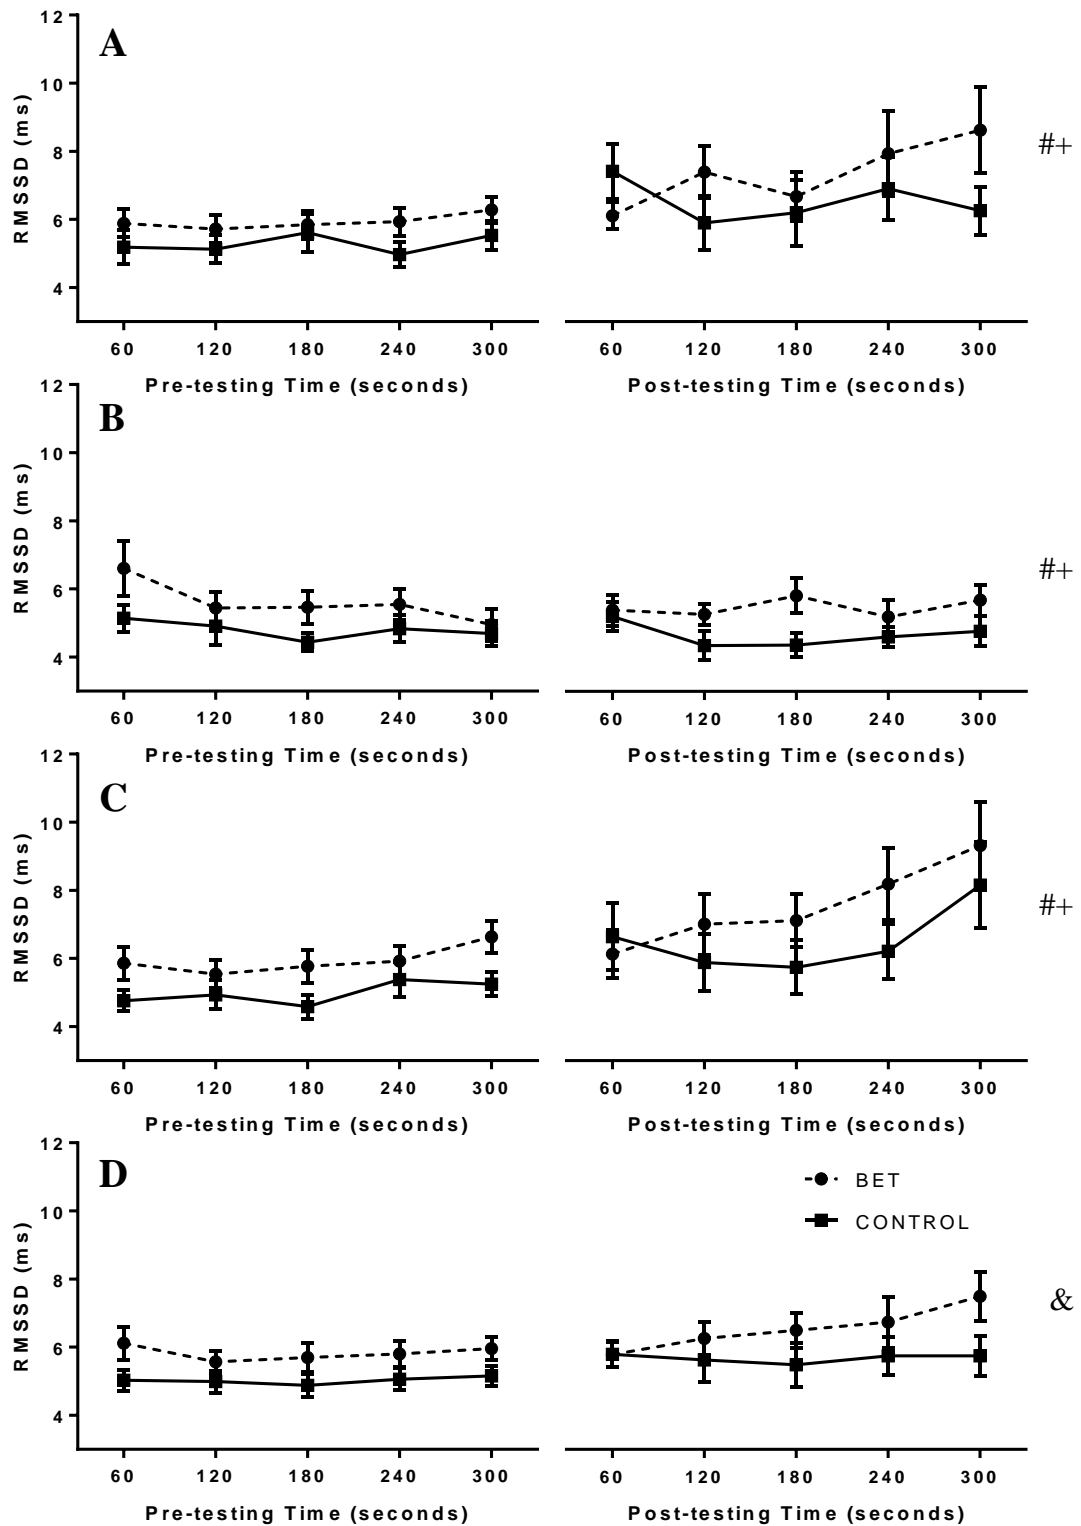 A
12
10
8
6
4
RMSSD (ms)
60 120 180 240 300
Pre-testing Time (seconds)
60 120 180 240 300
Post-testing Time (seconds)
#+
B
12
10
8
6
4
RMSSD (ms)
60 120 180 240 300
Pre-testing Time (seconds)
60 120 180 240 300
Post-testing Time (seconds)
#+
C
12
10
8
6
4
RMSSD (ms)
60 120 180 240 300
Pre-testing Time (seconds)
60 120 180 240 300
Post-testing Time (seconds)
#+
D
12
10
8
6
4
RMSSD (ms)
60 120 180 240 300
Pre-testing Time (seconds)
BET
CONTROL
60 120 180 240 300
Post-testing Time (seconds)
&